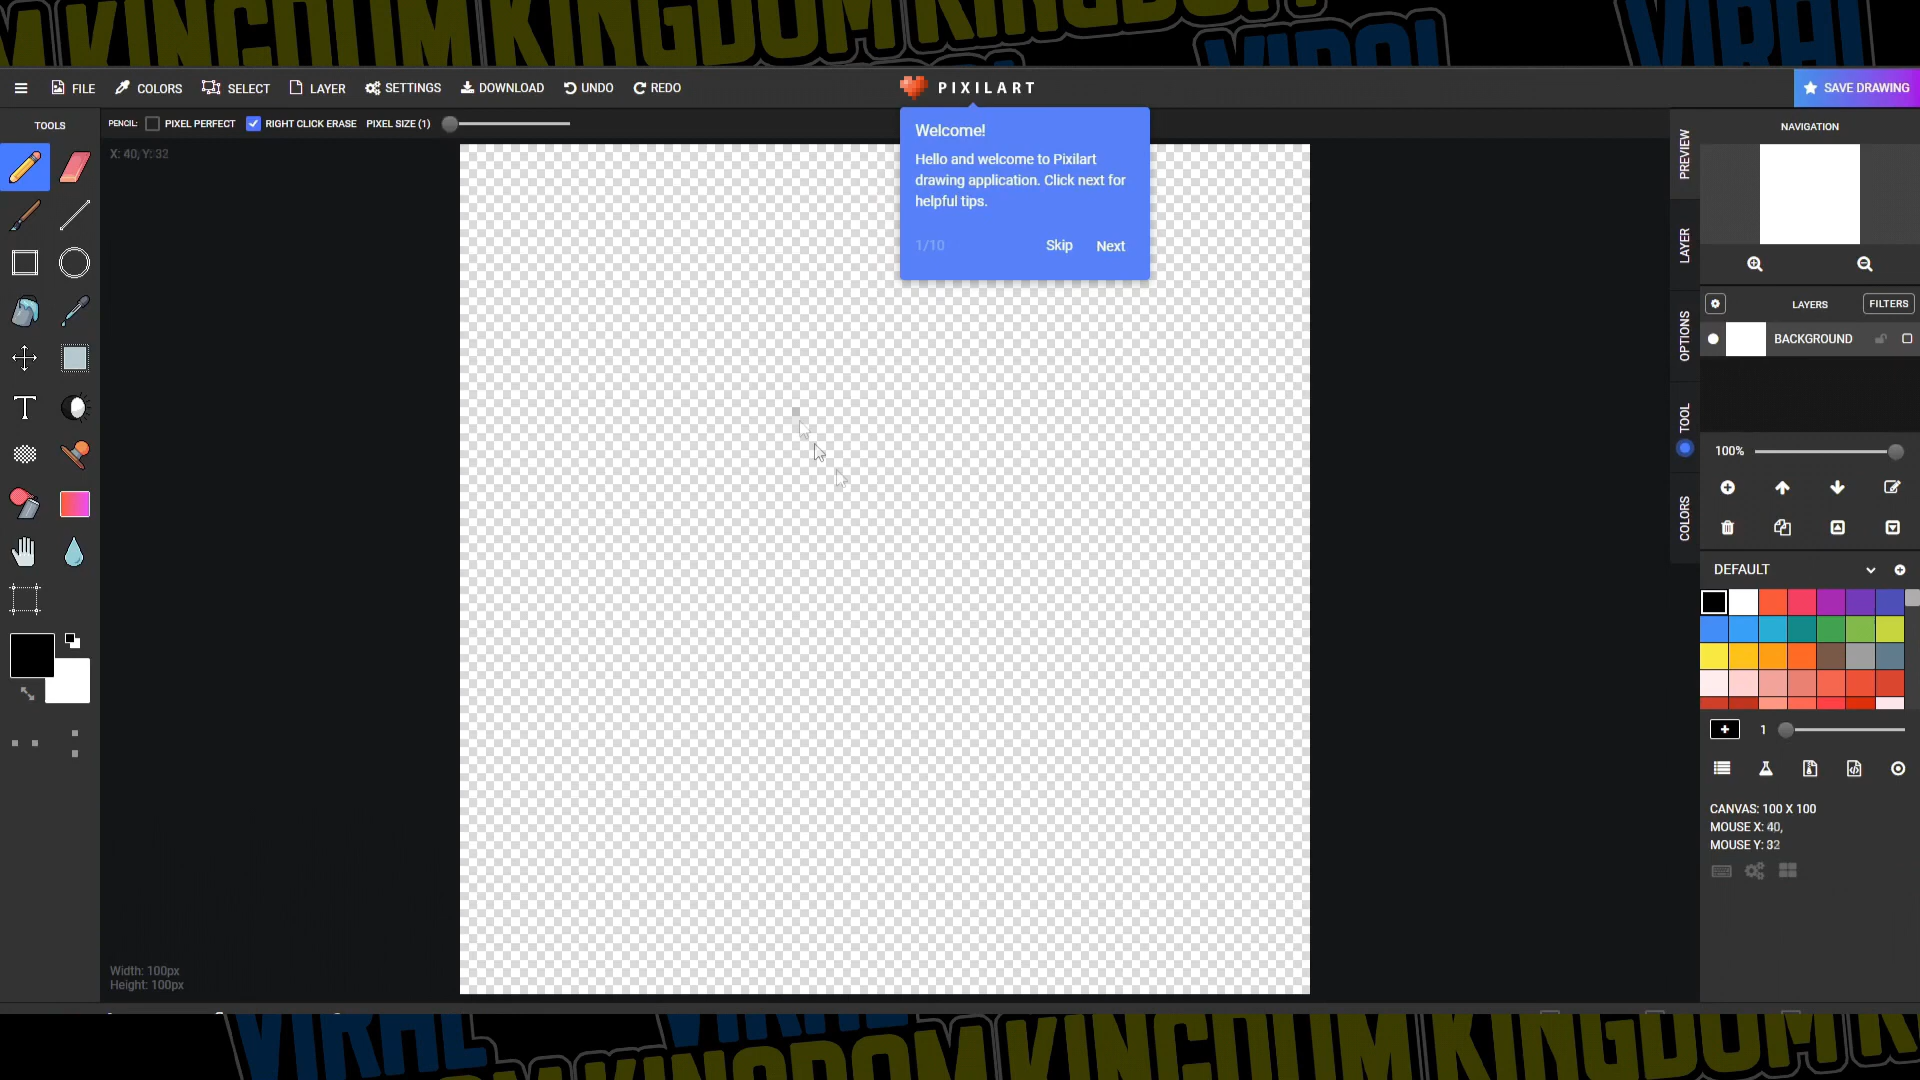 M KINGDOM KINGDOM KINGDOM
VIRAL
VIRAL
FILE
COLORS
SELECT
LAYER
SETTINGS
DOWNLOAD
UNDO
REDO
PIXILART
SAVE DRAWING
TOOLS
PENCIL:
PIXEL PERFECT
RIGHT CLICK ERASE
PIXEL SIZE (1)
X: 40, Y: 32
Welcome!
Hello and welcome to Pixilart
drawing application. Click next for
helpful tips.
1/10
Skip
Next
PREVIEW
LAYER
OPTIONS
TOOL
COLORS
NAVIGATION
LAYERS
FILTERS
BACKGROUND
100%
DEFAULT
1
CANVAS: 100 X 100
MOUSE X: 40,
MOUSE Y: 32
Width: 100px
Height: 100px
VIRAL
VIRAL
KINGDOM KINGDOM KINGDOM